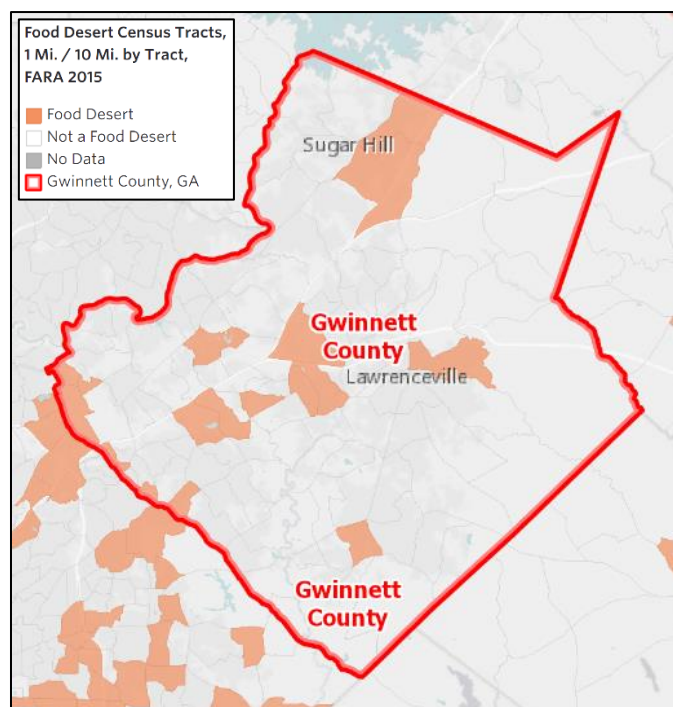 Food Desert Census Tracts,
1 Mi. / 10 Mi. by Tract,
FARA 2015
Food Desert
Not a Food Desert
No Data
Gwinnett County, GA
Sugar Hill
Gwinnett
County
Lawrenceville
Gwinnett
County